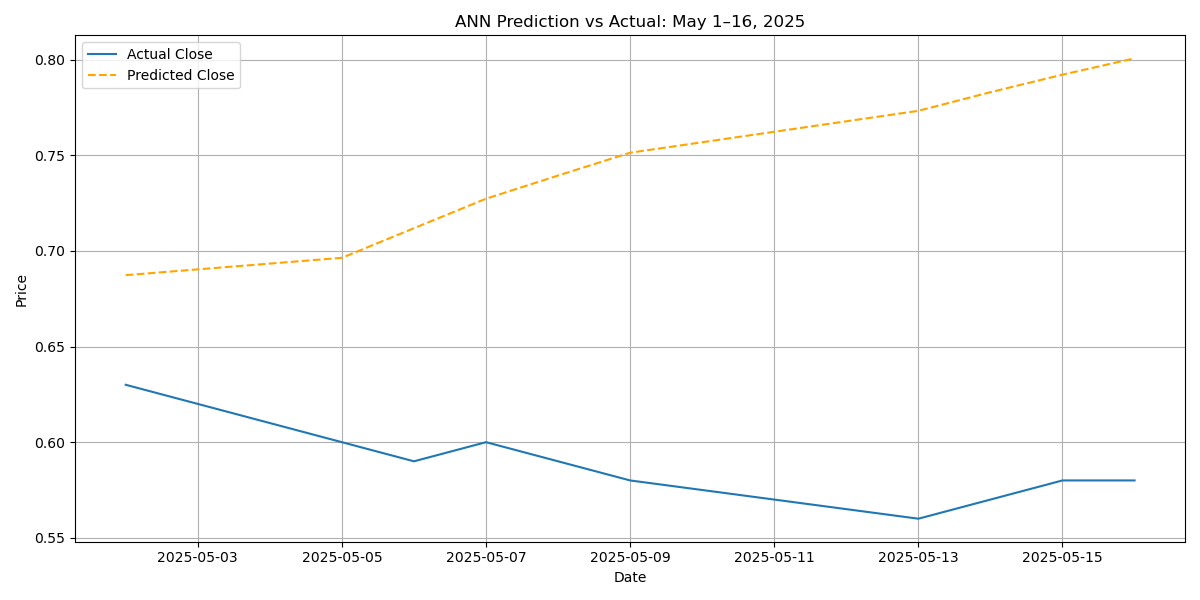 ANN Prediction vs Actual: May 1–16, 2025
Actual Close
Predicted Close
0.80
0.75
0.70
0.65
0.60
0.55
Price
2025-05-03
2025-05-05
2025-05-07
2025-05-09
2025-05-11
2025-05-13
2025-05-15
Date